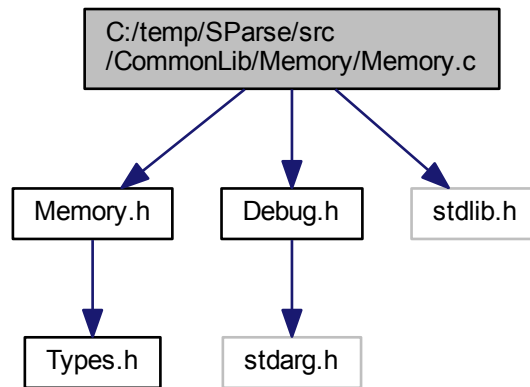 C:/temp/SParse/src
/CommonLib/Memory/Memory.c
Memory.h
Debug.h
stdlib.h
Types.h
stdarg.h